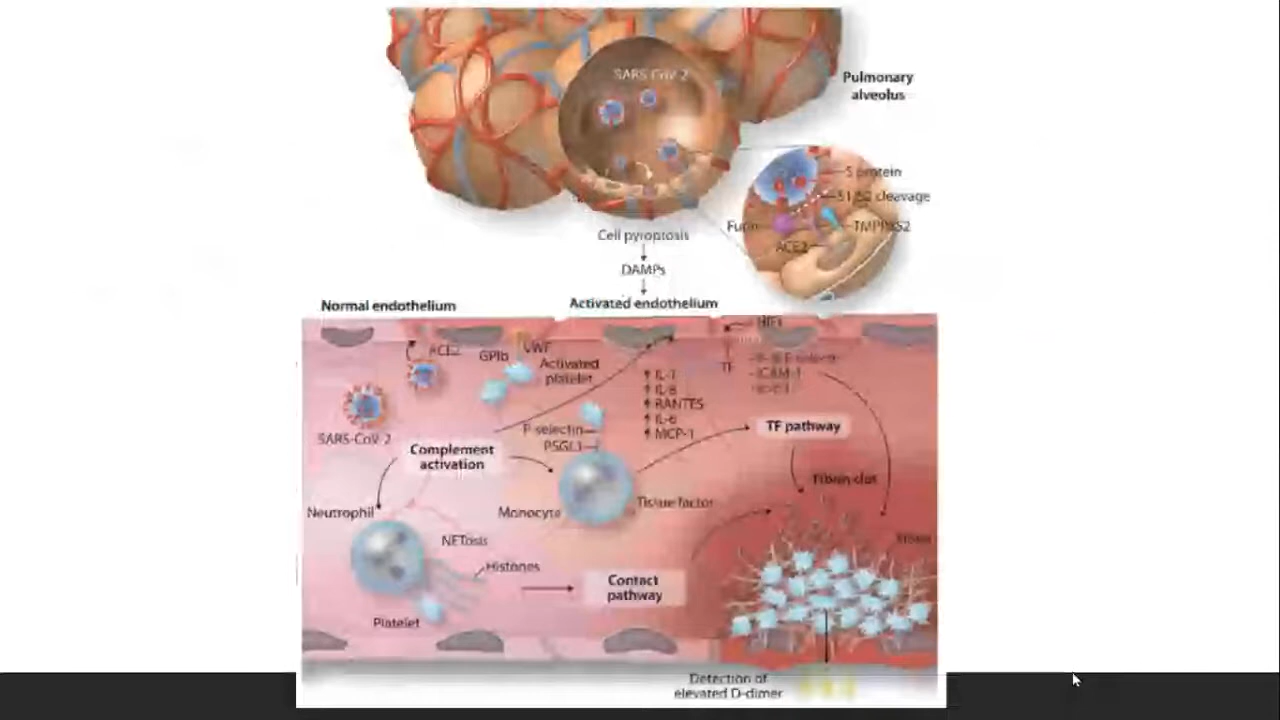 SARS-CoV-2
Pulmonary
alveolus
S protein
S1/S2 cleavage
Furin
TMPRSS2
ACE2
Cell pyroptosis
DAMPs
Normal endothelium
Activated endothelium
HIF1
ACE2
GPIb
VWF
Activated
platelet
TF
ICAM-1
IL-1
IL-8
RANTES
IL-6
MCP-1
SARS-CoV-2
P selectin
PSGL1
TF pathway
Complement
activation
Fibrin clot
Neutrophil
Monocyte
Tissue factor
NETosis
Histones
Contact
pathway
Platelet
Detection of
elevated D-dimer